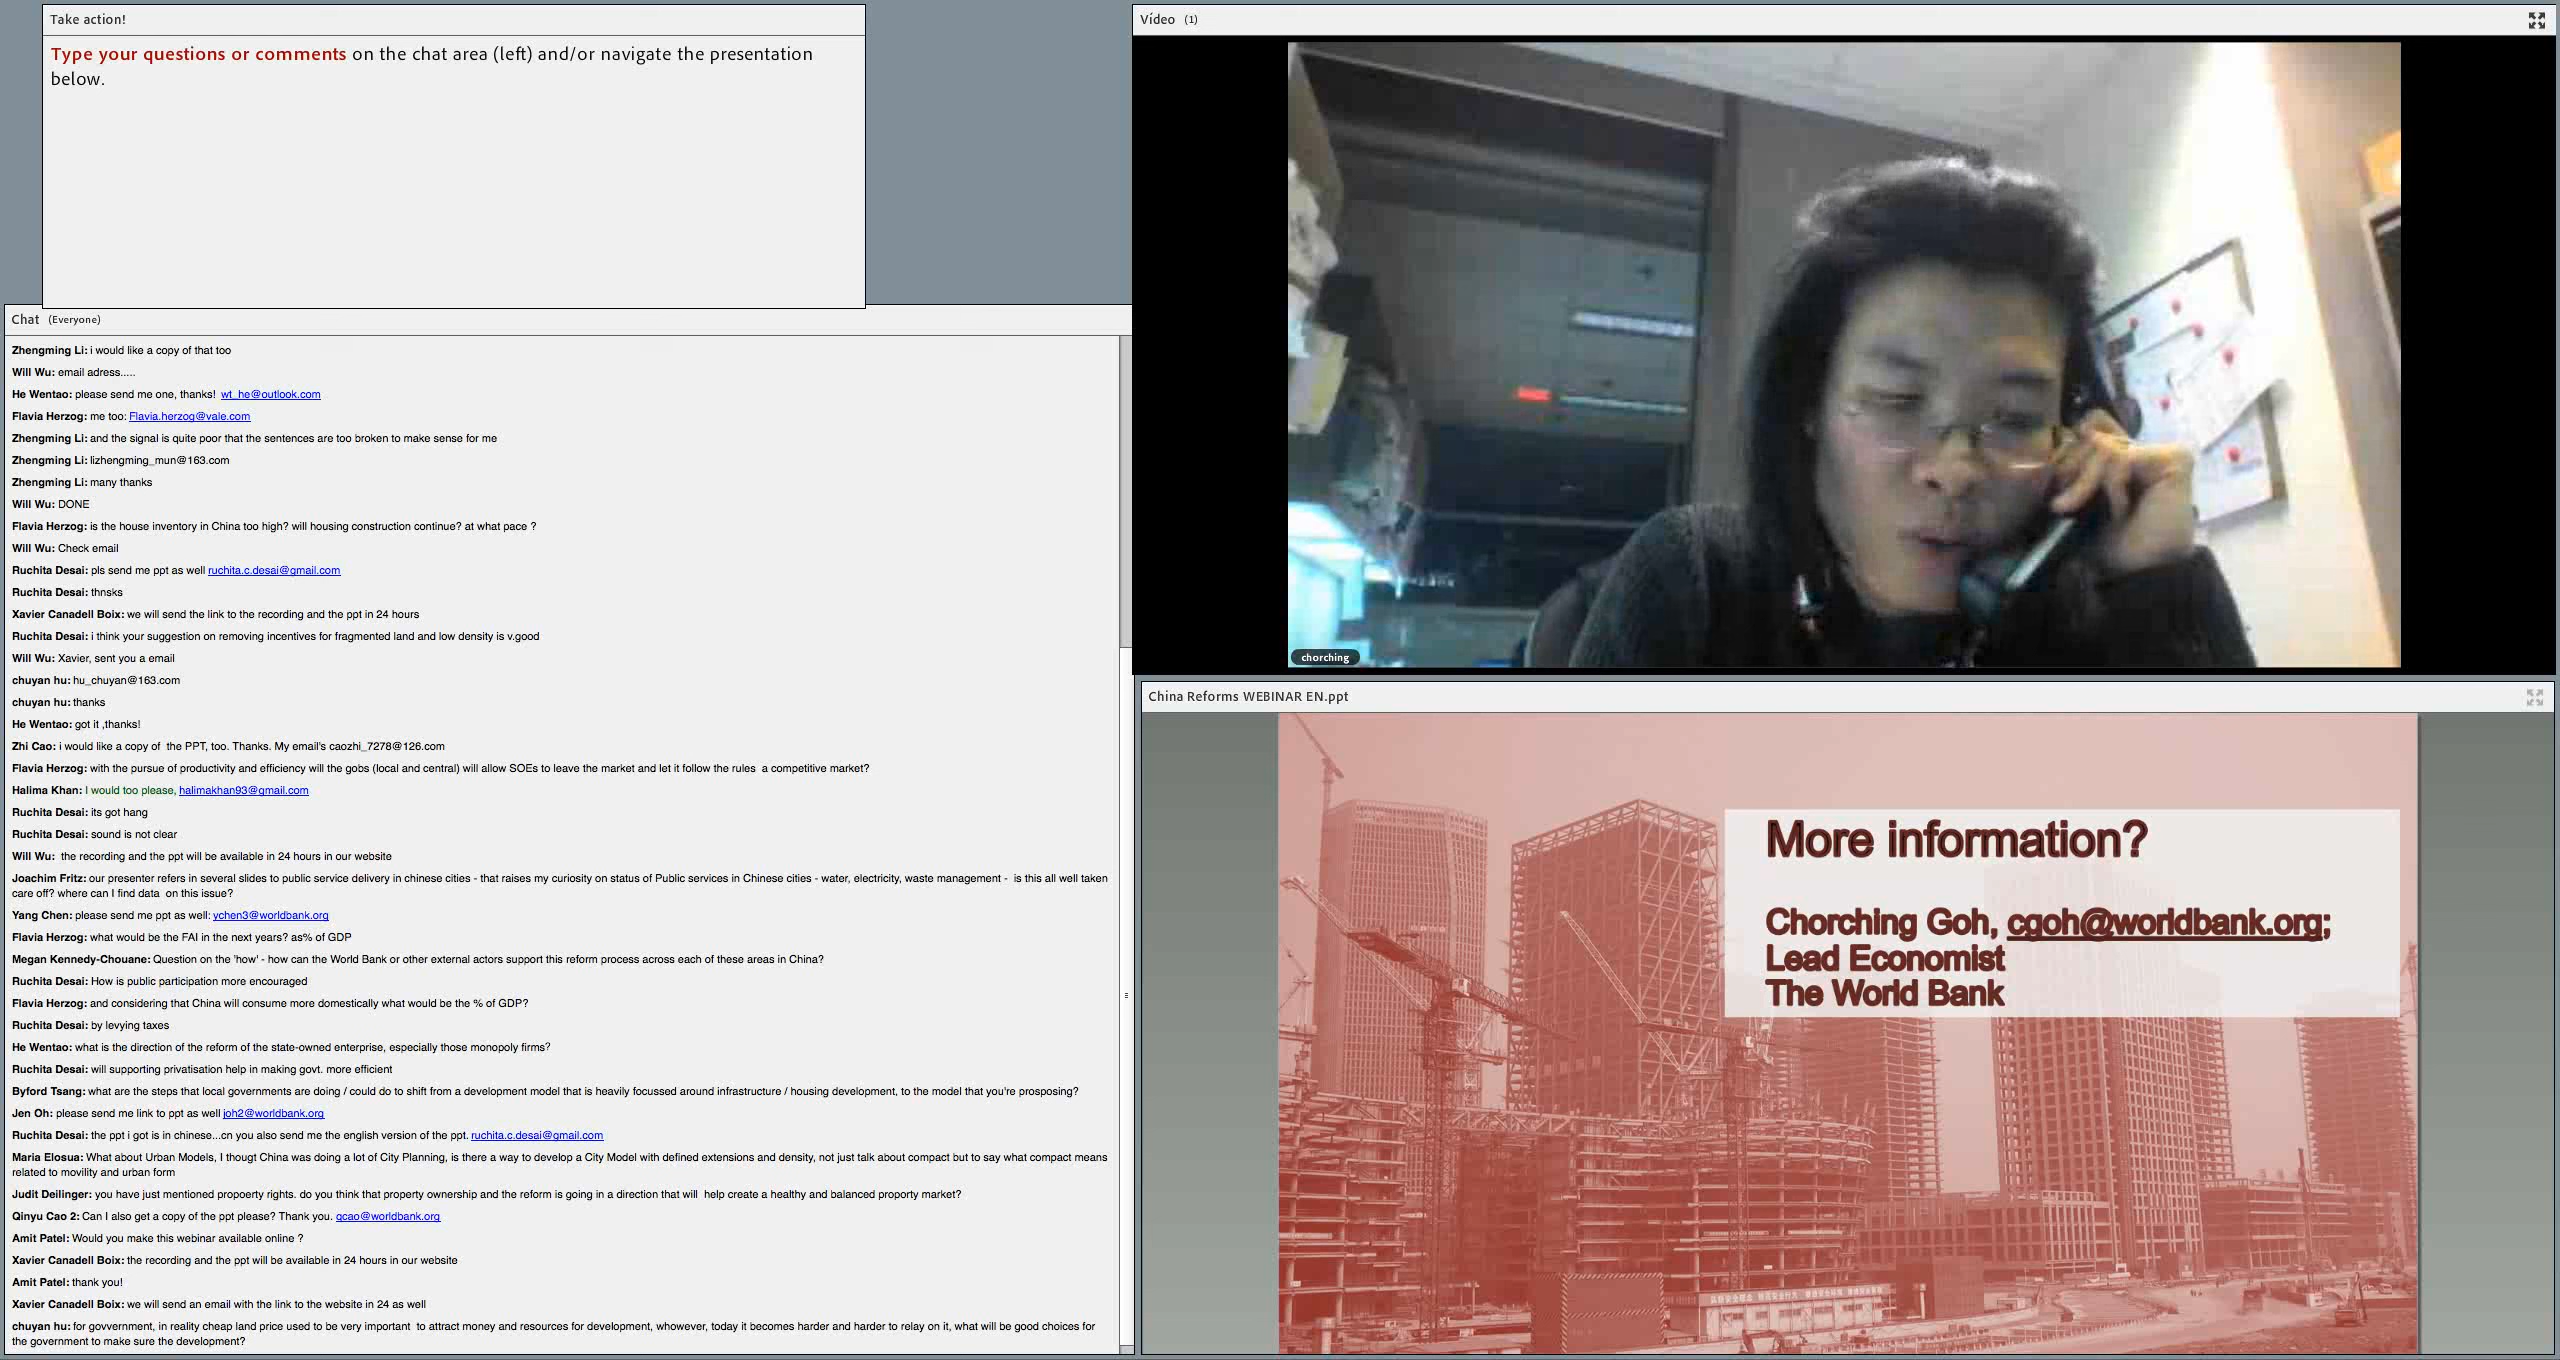 Take action!
Type your questions or comments on the chat area (left) and/or navigate the presentation
below.
Chat (Everyone)
Zhengming Li: i would like a copy of that too
Will Wu: email adress.....
He Wentao: please send me one, thanks! wt_he@outlook.com
Flavia Herzog: me too: Flavia.herzog@vale.com
Zhengming Li: and the signal is quite poor that the sentences are too broken to make sense for me
Zhengming Li: lizhengming_mun@163.com
Zhengming Li: many thanks
Will Wu: DONE
Flavia Herzog: is the house inventory in China too high? will housing construction continue? at what pace ?
Will Wu: Check email
Ruchita Desai: pls send me ppt as well ruchita.c.desai@gmail.com
Ruchita Desai: thnsks
Xavier Canadell Boix: we will send the link to the recording and the ppt in 24 hours
Ruchita Desai: i think your suggestion on removing incentives for fragmented land and low density is v.good
Will Wu: Xavier, sent you a email
chuyan hu: hu_chuyan@163.com
chuyan hu: thanks
He Wentao: got it ,thanks!
Zhi Cao: i would like a copy of the PPT, too. Thanks. My email's caozhi_7278@126.com
Flavia Herzog: with the pursue of productivity and efficiency will the gobs (local and central) will allow SOEs to leave the market and let it follow the rules a competitive market?
Halima Khan: I would too please, halimakhan93@gmail.com
Ruchita Desai: its got hang
Ruchita Desai: sound is not clear
Will Wu: the recording and the ppt will be available in 24 hours in our website
Joachim Fritz: our presenter refers in several slides to public service delivery in chinese cities - that raises my curiosity on status of Public services in Chinese cities - water, electricity, waste management - is this all well taken
care off? where can I find data on this issue?
Yang Chen: please send me ppt as well: ychen3@worldbank.org
Flavia Herzog: what would be the FAI in the next years? as% of GDP
Megan Kennedy-Chouane: Question on the 'how' - how can the World Bank or other external actors support this reform process across each of these areas in China?
Ruchita Desai: How is public participation more encouraged
Flavia Herzog: and considering that China will consume more domestically what would be the % of GDP?
Ruchita Desai: by levying taxes
He Wentao: what is the direction of the reform of the state-owned enterprise, especially those monopoly firms?
Ruchita Desai: will supporting privatisation help in making govt. more efficient
Byford Tsang: what are the steps that local governments are doing / could do to shift from a development model that is heavily focussed around infrastructure / housing development, to the model that you're prosposing?
Jen Oh: please send me link to ppt as well joh2@worldbank.org
Ruchita Desai: the ppt i got is in chinese...cn you also send me the english version of the ppt. ruchita.c.desai@gmail.com
Maria Elosua: What about Urban Models, I thougt China was doing a lot of City Planning, is there a way to develop a City Model with defined extensions and density, not just talk about compact but to say what compact means
related to movility and urban form
Judit Deilinger: you have just mentioned propoerty rights. do you think that property ownership and the reform is going in a direction that will help create a healthy and balanced proporty market?
Qinyu Cao 2: Can I also get a copy of the ppt please? Thank you. qcao@worldbank.org
Amit Patel: Would you make this webinar available online ?
Xavier Canadell Boix: the recording and the ppt will be available in 24 hours in our website
Amit Patel: thank you!
Xavier Canadell Boix: we will send an email with the link to the website in 24 as well
chuyan hu: for govvernment, in reality cheap land price used to be very important to attract money and resources for development, whowever, today it becomes harder and harder to relay on it, what will be good choices for
the government to make sure the development?
Vídeo (1)
chorching
China Reforms WEBINAR EN.ppt
More information?
Chorching Goh, cgoh@worldbank.org;
Lead Economist
The World Bank